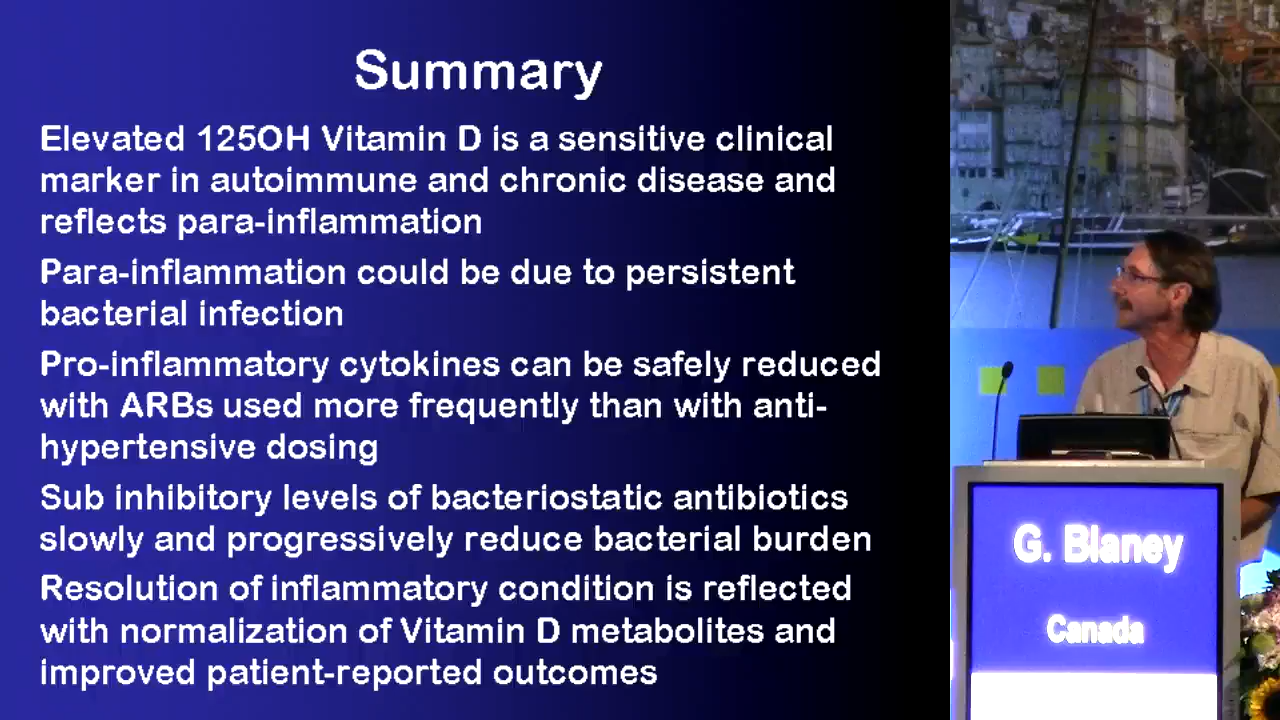 Summary
Elevated 125OH Vitamin D is a sensitive clinical
marker in autoimmune and chronic disease and
reflects para-inflammation
Para-inflammation could be due to persistent
bacterial infection
Pro-inflammatory cytokines can be safely reduced
with ARBs used more frequently than with anti-
hypertensive dosing
Sub inhibitory levels of bacteriostatic antibiotics
slowly and progressively reduce bacterial burden
Resolution of inflammatory condition is reflected
with normalization of Vitamin D metabolites and
improved patient-reported outcomes
G. Blaney
Canada